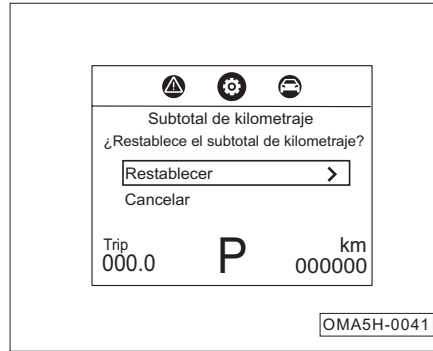 Subtotal de kilometraje
¿Restablece el subtotal de kilometraje?
Restablecer
Cancelar
Trip
000.0
P
km
000000
OMA5H-0041